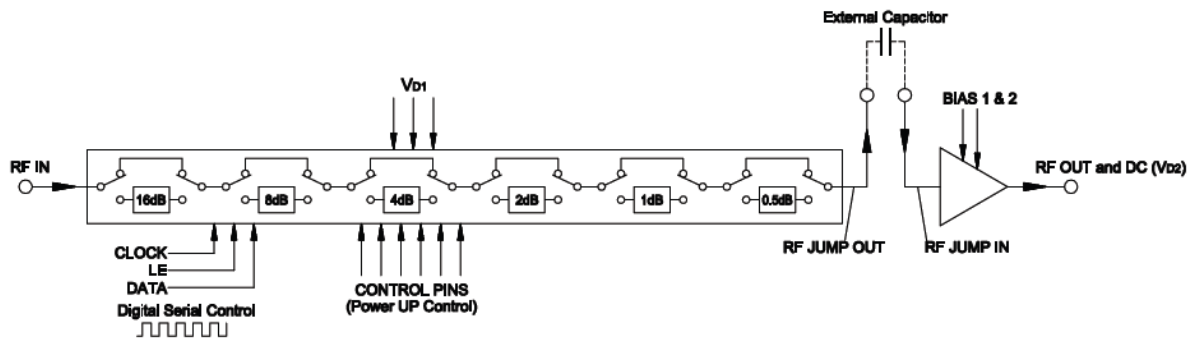 External Capacitor
VD1
BIAS 1 & 2
RF IN
RF OUT and DC (VD2)
16dB
8dB
4dB
2dB
1dB
0.5dB
RF JUMP OUT
RF JUMP IN
CLOCK
LE
DATA
CONTROL PINS
(Power UP Control)
Digital Serial Control